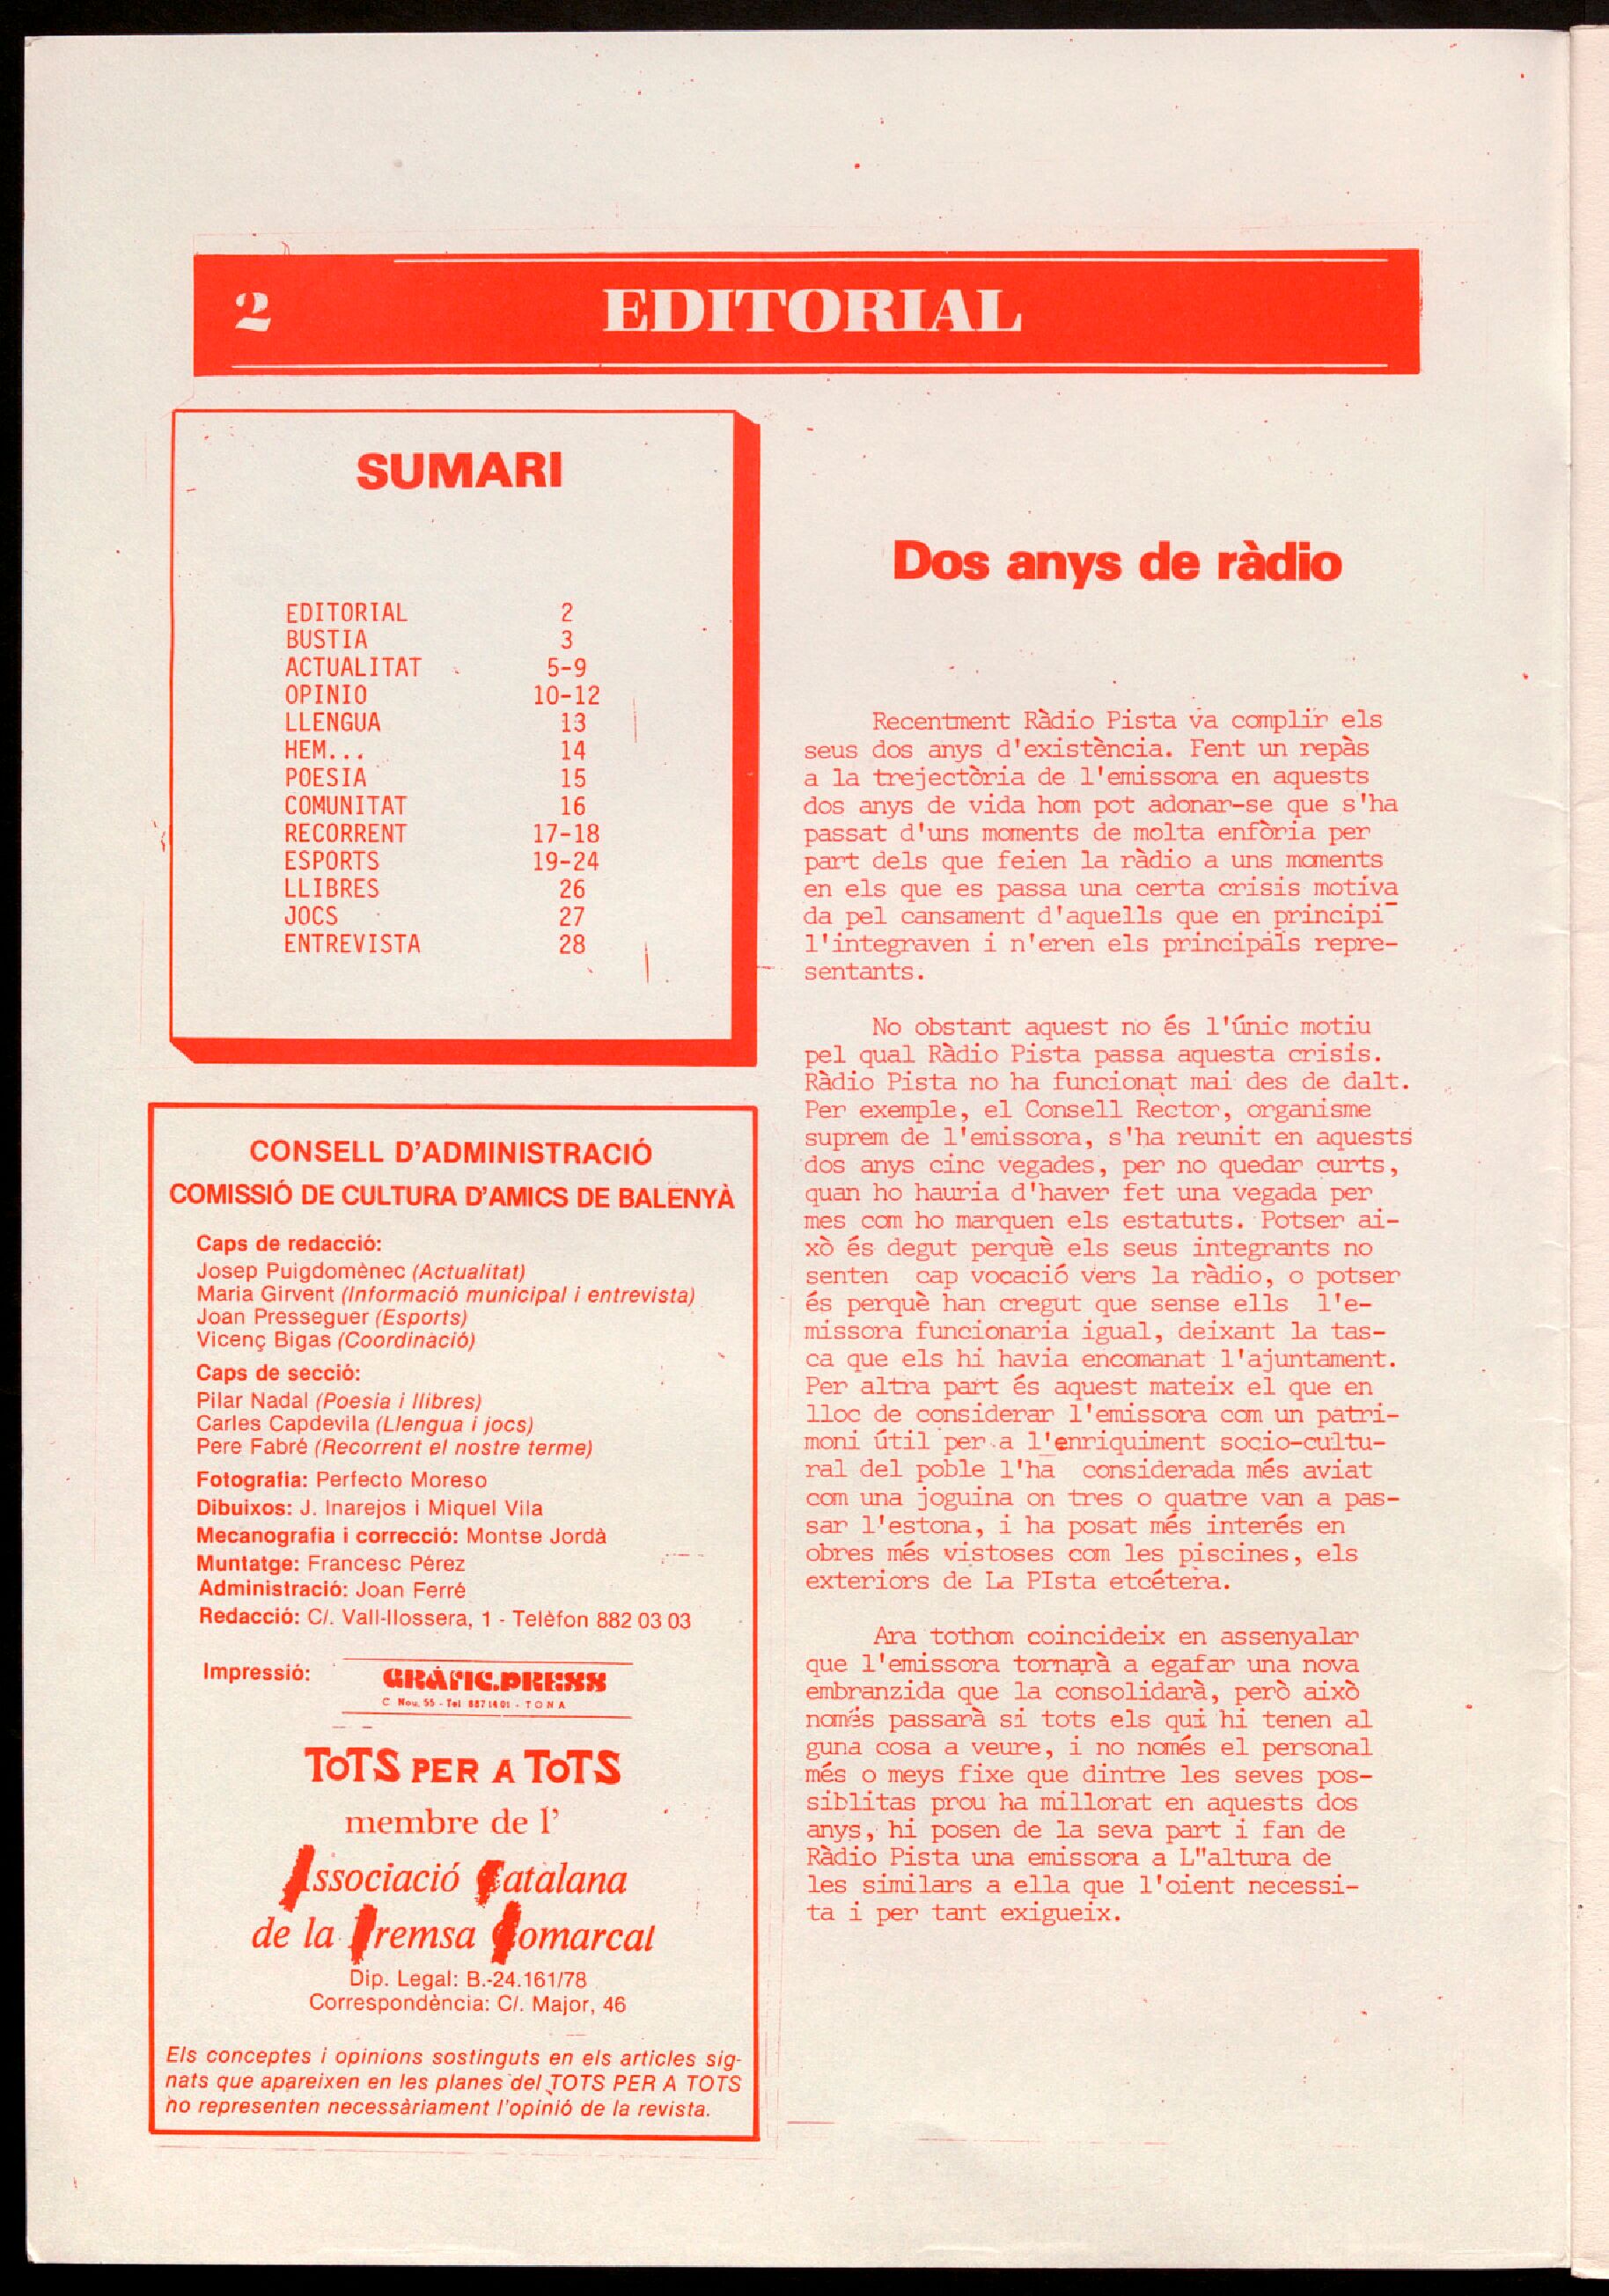 2
EDITORIAL
SUMARI
EDITORIAL 2
BUSTIA 3
ACTUALITAT 5-9
OPINIO 10-12
LLENGUA 13
HEM... 14
POESIA 15
COMUNITAT 16
RECORRENT 17-18
ESPORTS 19-24
LLIBRES 26
JOCS 27
ENTREVISTA 28
CONSELL D'ADMINISTRACIÓ
COMISSIÓ DE CULTURA D'AMICS DE BALENYÀ
Caps de redacció:
Josep Puigdomènec (Actualitat)
Maria Girvent (Informació municipal i entrevista)
Joan Presseguer (Esports)
Vicenç Bigas (Coordinació)
Caps de secció:
Pilar Nadal (Poesia i llibres)
Carles Capdevila (Llengua i jocs)
Pere Fabré (Recorrent el nostre terme)
Fotografia: Perfecto Moreso
Dibuixos: J. Inarejos i Miquel Vila
Mecanografia i correcció: Montse Jordà
Muntatge: Francesc Pérez
Administració: Joan Ferré
Redacció: C/. Vall-llossera, 1 - Telèfon 882 03 03
Impressió:
GRÀFIC.PRESS
C Nou, 55 - Tel 887 14 01 - TONA
TOTS PER A TOTS
membre de l'
Associació Catalana
de la Premsa Comarcal
Dip. Legal: B.-24.161/78
Correspondència: C/. Major, 46
Els conceptes i opinions sostinguts en els articles sig-
nats que apareixen en les planes del TOTS PER A TOTS
no representen necessàriament l'opinió de la revista.
Dos anys de ràdio
Recentment Ràdio Pista va complir els
seus dos anys d'existència. Fent un repàs
a la trejectòria de l'emissora en aquests
dos anys de vida hom pot adonar-se que s'ha
passat d'uns moments de molta enfòria per
part dels que feien la ràdio a uns moments
en els que es passa una certa crisis motiva
da pel cansament d'aquells que en principi
l'integraven i n'eren els principals repre-
sentants.
No obstant aquest no és l'únic motiu
pel qual Ràdio Pista passa aquesta crisis.
Ràdio Pista no ha funcionat mai des de dalt.
Per exemple, el Consell Rector, organisme
suprem de l'emissora, s'ha reunit en aquests
dos anys cinc vegades, per no quedar curts,
quan ho hauria d'haver fet una vegada per
mes com ho marquen els estatuts. Potser ai-
xò és degut perquè els seus integrants no
senten cap vocació vers la ràdio, o potser
és perquè han cregut que sense ells l'e-
missora funcionaria igual, deixant la tas-
ca que els hi havia encomanat l'ajuntament.
Per altra part és aquest mateix el que en
lloc de considerar l'emissora com un patri-
moni útil per a l'enriquiment socio-cultu-
ral del poble l'ha considerada més aviat
com una joguina on tres o quatre van a pas-
sar l'estona, i ha posat més interés en
obres més vistoses com les piscines, els
exteriors de La PIsta etcétera.
Ara tothom coincideix en assenyalar
que l'emissora tornarà a egafar una nova
embranzida que la consolidarà, però això
només passarà si tots els qui hi tenen al
guna cosa a veure, i no només el personal
més o meys fixe que dintre les seves pos-
siblitas prou ha millorat en aquests dos
anys, hi posen de la seva part i fan de
Ràdio Pista una emissora a L"altura de
les similars a ella que l'oient necessi-
ta i per tant exigueix.